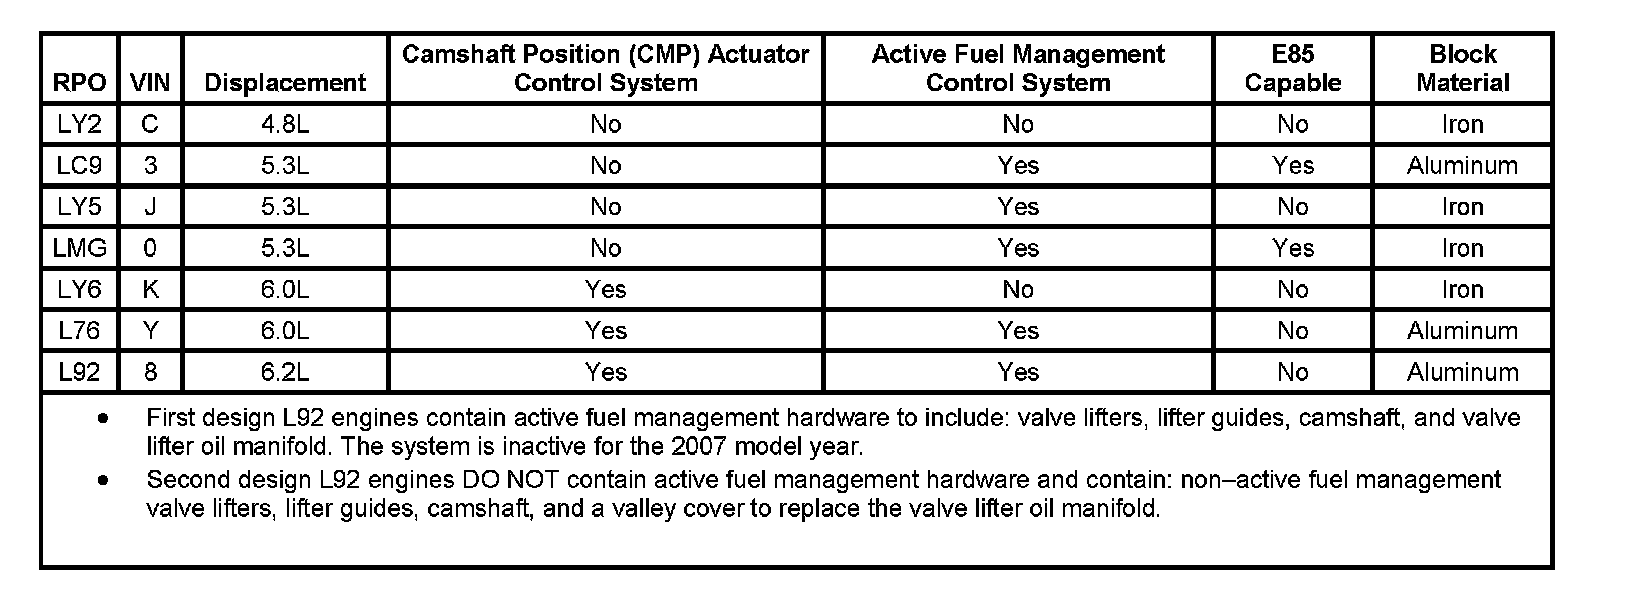 RPO VIN Displacement Camshaft Position (CMP) Actuator Control System Active Fuel Management Control System E85 Capable Block Material
LY2 C 4.8L No No No Iron
LC9 3 5.3L No Yes Yes Aluminum
LY5 J 5.3L No Yes No Iron
LMG 0 5.3L No Yes Yes Iron
LY6 K 6.0L Yes No No Iron
L76 Y 6.0L Yes Yes No Aluminum
L92 8 6.2L Yes Yes No Aluminum
• First design L92 engines contain active fuel management hardware to include: valve lifters, lifter guides, camshaft, and valve
lifter oil manifold. The system is inactive for the 2007 model year.
• Second design L92 engines DO NOT contain active fuel management hardware and contain: non–active fuel management
valve lifters, lifter guides, camshaft, and a valley cover to replace the valve lifter oil manifold.